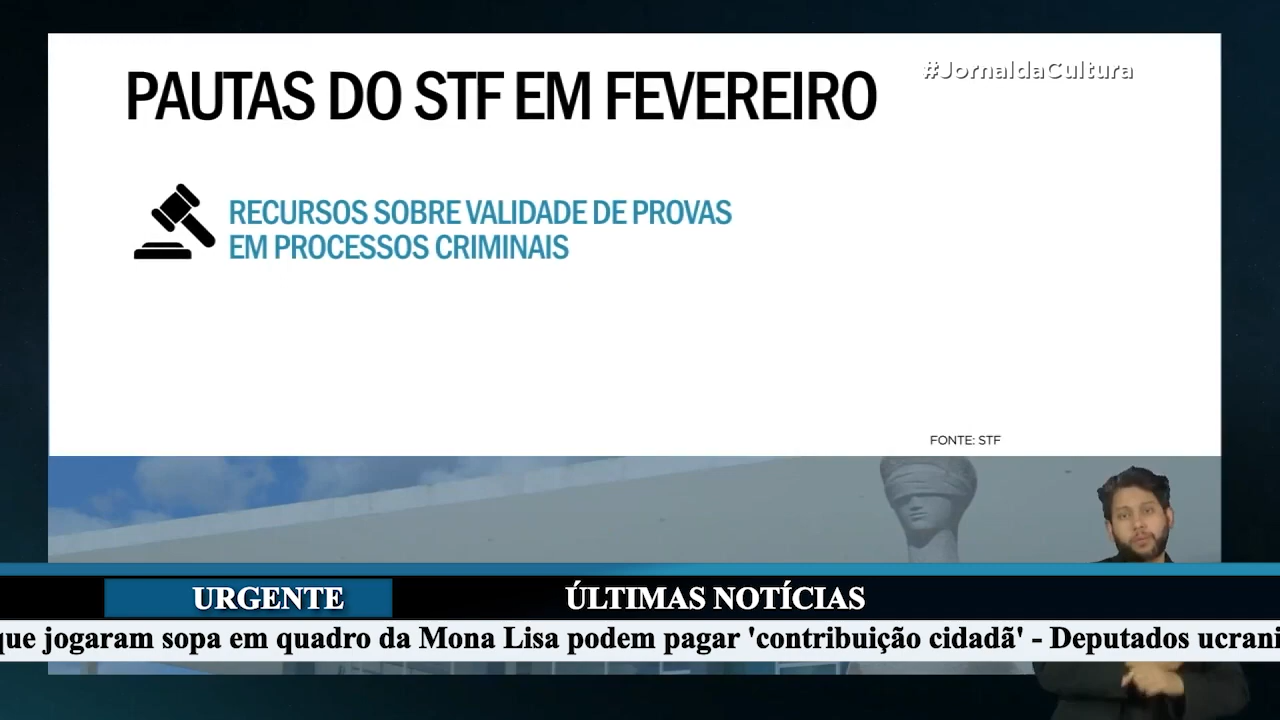 PAUTAS DO STF EM FEVEREIRO
#JornaldaCultura
RECURSOS SOBRE VALIDADE DE PROVAS
EM PROCESSOS CRIMINAIS
FONTE: STF
URGENTE
ÚLTIMAS NOTÍCIAS
que jogaram sopa em quadro da Mona Lisa podem pagar 'contribuição cidadã' - Deputados ucrani